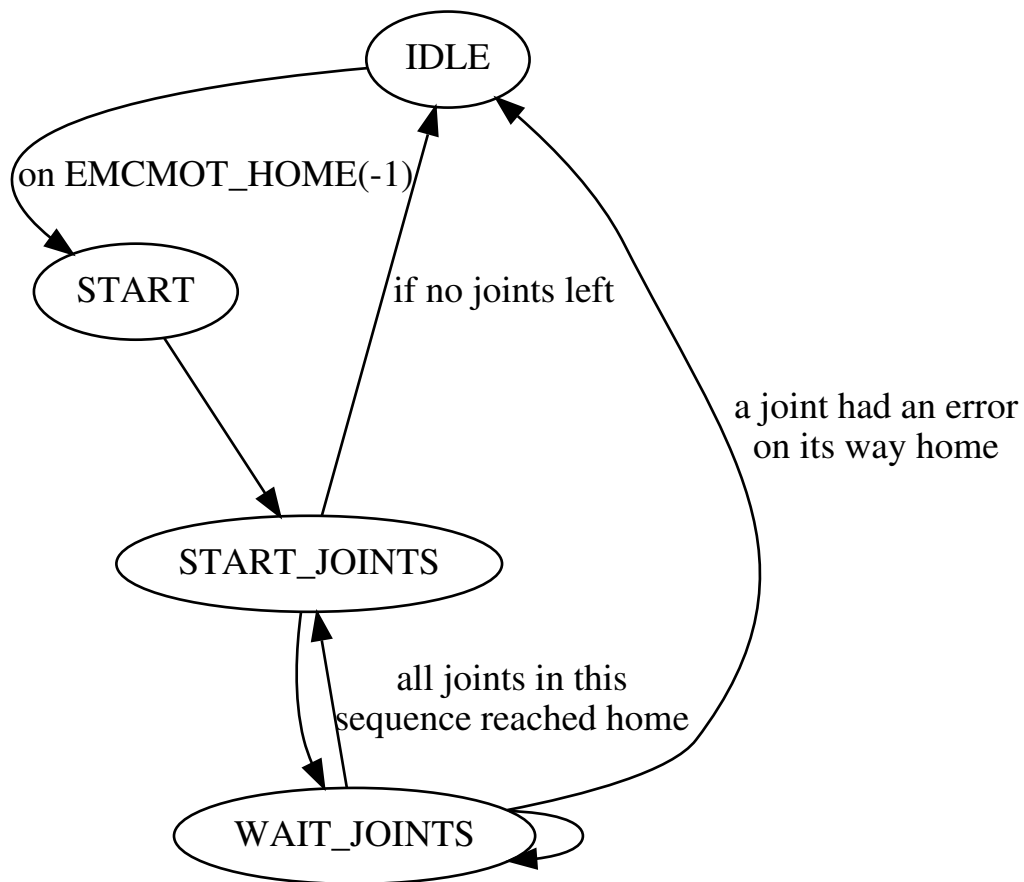 IDLE
on EMCMOT_HOME(-1)
START
if no joints left
a joint had an error
on its way home
START_JOINTS
all joints in this
sequence reached home
WAIT_JOINTS